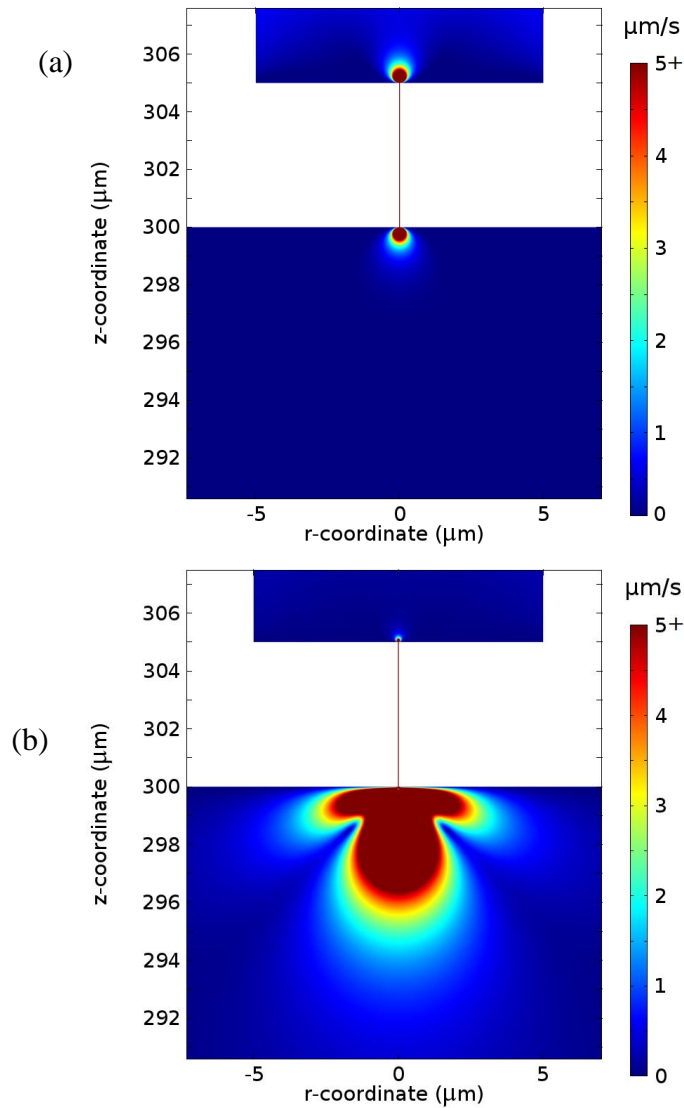 (a)
μm/s
306
304
302
300
298
296
294
292
z-coordinate (μm)
-5 0 5
r-coordinate (μm)
5+
4
3
2
1
0
(b)
μm/s
306
304
302
300
298
296
294
292
z-coordinate (μm)
-5 0 5
r-coordinate (μm)
5+
4
3
2
1
0